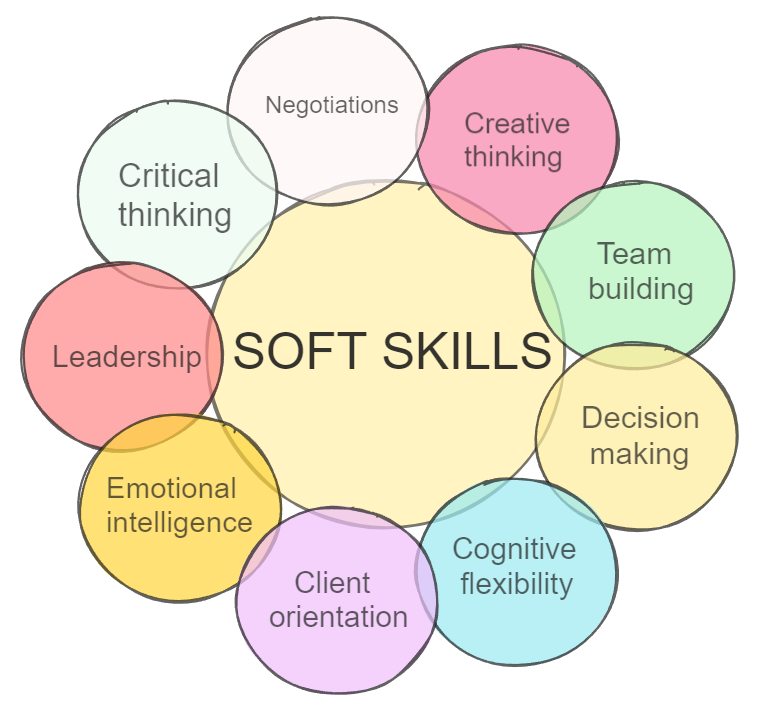 Negotiations
Creative
thinking
Critical
thinking
Team
building
SOFT SKILLS
Leadership
Decision
making
Emotional
intelligence
Cognitive
flexibility
Client
orientation